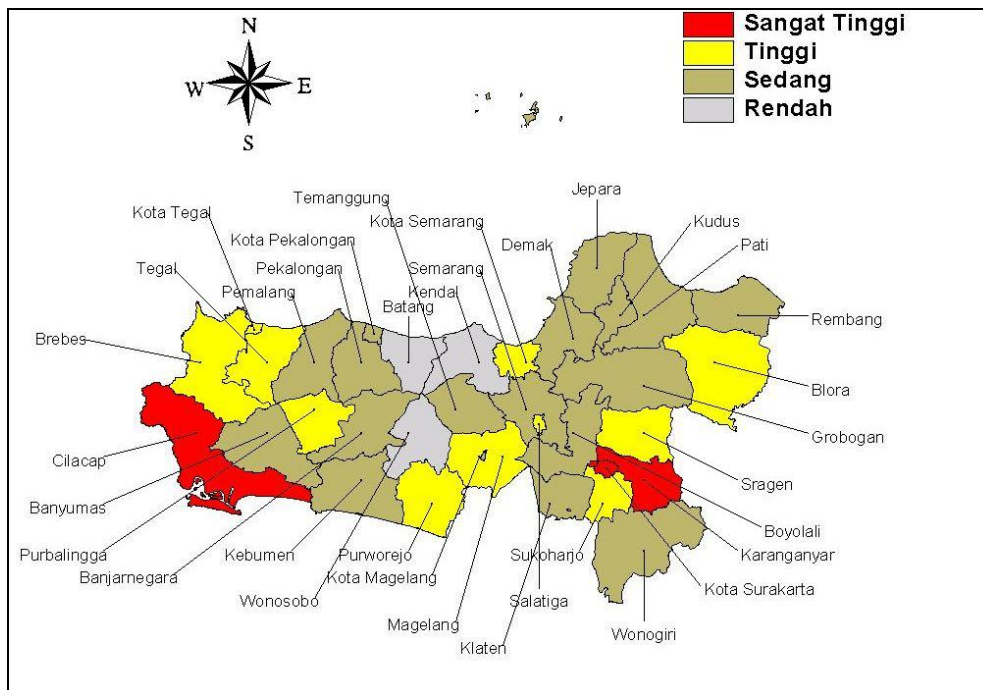 N
W
E
S
Sangat Tinggi
Tinggi
Sedang
Rendah
Jepara
Temanggung
Kota Tegal
Kota Semarang
Kudus
Kota Pekalongan
Demak
Pati
Tegal
Pekalongan
Semarang
Pemalang
Kendal
Batang
Rembang
Brebes
Blora
Grobogan
Cilacap
Sragen
Banyumas
Boyolali
Purbalingga
Kebumen
Purworejo
Sukoharjo
Karanganyar
Banjarnegara
Kota Magelang
Kota Surakarta
Wonosobo
Salatiga
Magelang
Wonogiri
Klaten